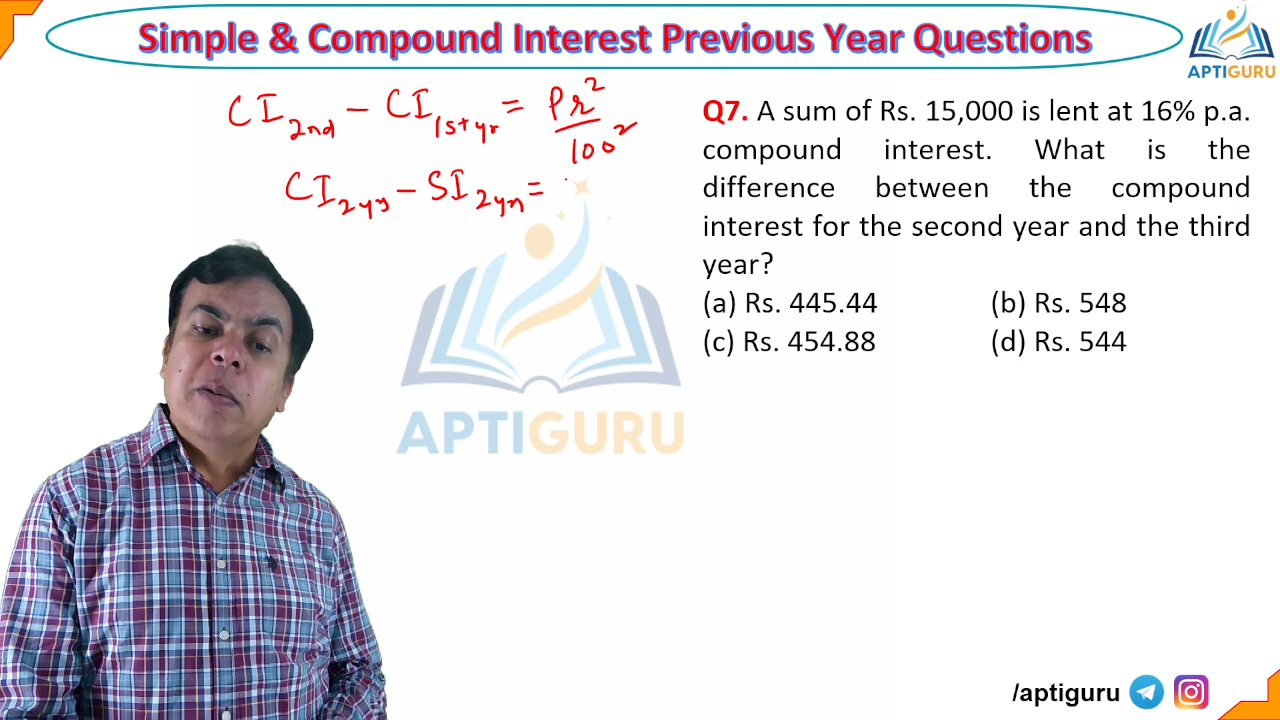 Simple & Compound Interest Previous Year Questions
APTIGURU
CI2nd – CI1st yr = Pr²/100²
CI2yrs – SI2yrs =
Q7. A sum of Rs. 15,000 is lent at 16% p.a.
compound interest. What is the
difference between the compound
interest for the second year and the third
year?
(a) Rs. 445.44 (b) Rs. 548
(c) Rs. 454.88 (d) Rs. 544
APTIGURU
/aptiguru